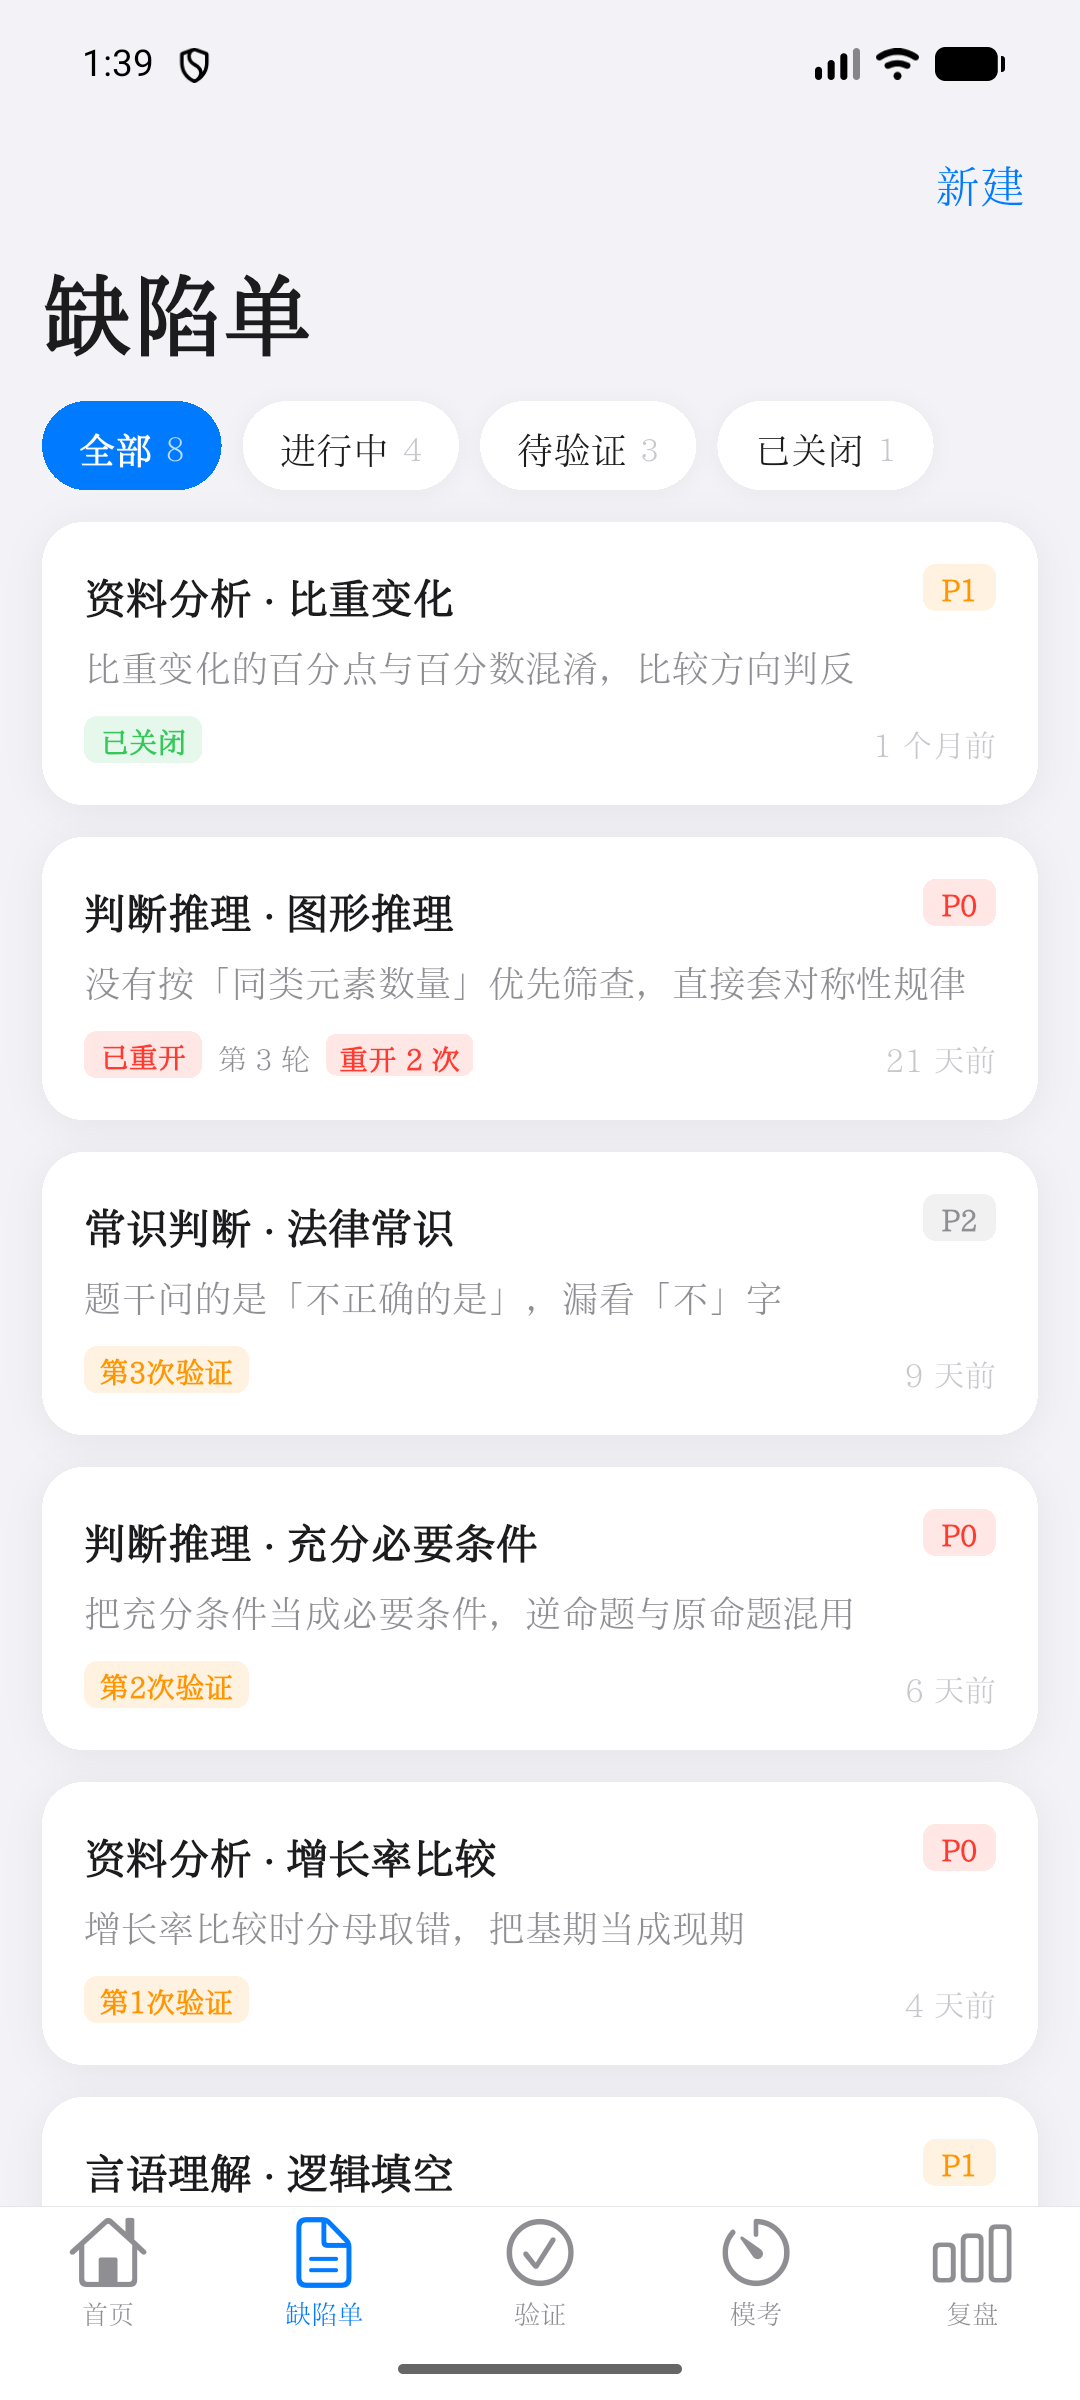 1:39
新建
缺陷单
全部 8
进行中 4
待验证 3
已关闭 1
资料分析 · 比重变化
P1
比重变化的百分点与百分数混淆，比较方向判反
已关闭
1 个月前
判断推理 · 图形推理
P0
没有按「同类元素数量」优先筛查，直接套对称性规律
已重开 第 3 轮 重开 2 次
21 天前
常识判断 · 法律常识
P2
题干问的是「不正确的是」，漏看「不」字
第3次验证
9 天前
判断推理 · 充分必要条件
P0
把充分条件当成必要条件，逆命题与原命题混用
第2次验证
6 天前
资料分析 · 增长率比较
P0
增长率比较时分母取错，把基期当成现期
第1次验证
4 天前
言语理解 · 逻辑填空
P1
首页
缺陷单
验证
模考
复盘